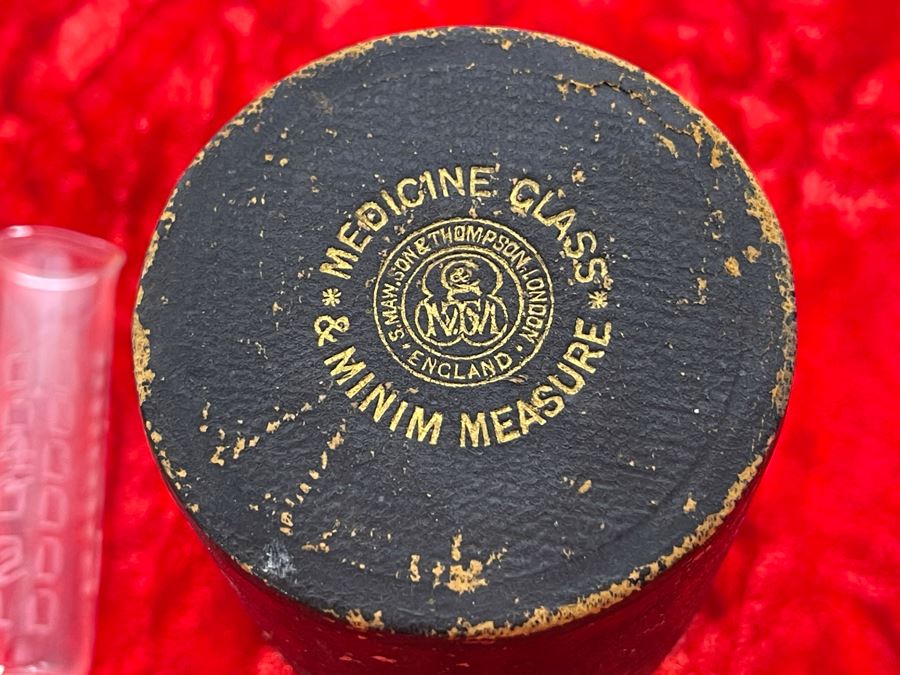 MEDICINE GLASS
& MINIM MEASURE
S. MAW. SON & THOMPSON. LONDON
ENGLAND